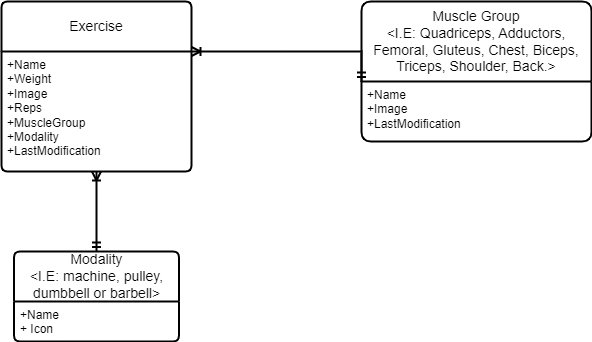 Exercise
+Name
+Weight
+Image
+Reps
+MuscleGroup
+Modality
+LastModification
Muscle Group
<I.E: Quadriceps, Adductors,
Femoral, Gluteus, Chest, Biceps,
Triceps, Shoulder, Back.>
+Name
+Image
+LastModification
Modality
<I.E: machine, pulley,
dumbbell or barbell>
+Name
+ Icon